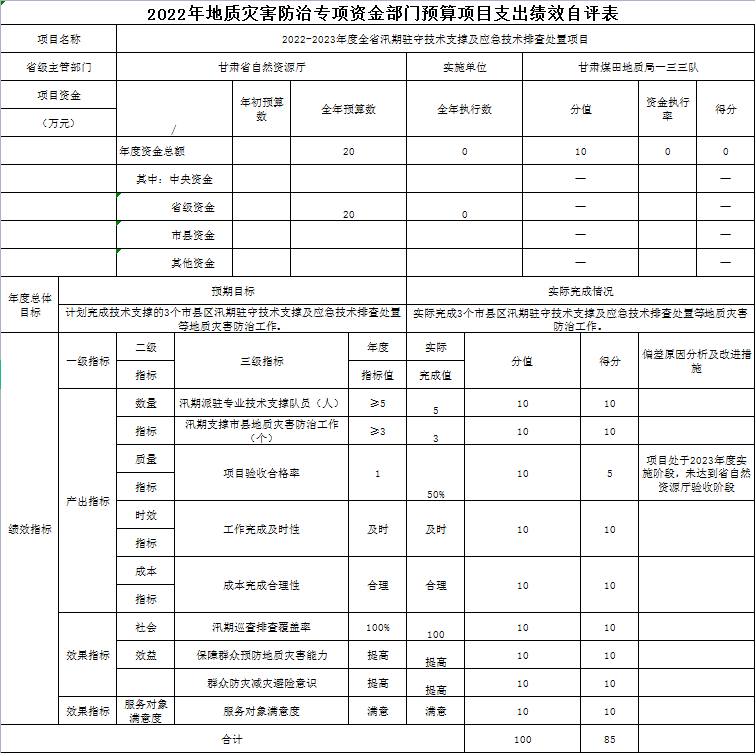 2022年地质灾害防治专项资金部门预算项目支出绩效自评表
项目名称 2022-2023年度全省汛期驻守技术支撑及应急技术排查处置项目
省级主管部门 甘肃省自然资源厅 实施单位 甘肃煤田地质局一三三队
项目资金
（万元）
/ 年初预算数 全年预算数 全年执行数 分值 资金执行率 得分
年度资金总额 20 0 10 0 0
其中：中央资金 — —
省级资金 20 0 — —
市县资金 — —
其他资金 — —
年度总体目标 预期目标 实际完成情况
计划完成技术支撑的3个市县区汛期驻守技术支撑及应急技术排查处置等地质灾害防治工作。 实际完成3个市县区汛期驻守技术支撑及应急技术排查处置等地质灾害防治工作。
绩效指标 一级指标 二级指标 三级指标 年度指标值 实际完成值 分值 得分 偏差原因分析及改进措施
产出指标 数量指标 汛期派驻专业技术支撑队员（人） ≥5 5 10 10
汛期支撑市县地质灾害防治工作（个） ≥3 3 10 10
质量指标 项目验收合格率 1 50% 10 5 项目处于2023年度实施阶段，未达到省自然资源厅验收阶段
时效指标 工作完成及时性 及时 及时 10 10
成本指标 成本完成合理性 合理 合理 10 10
效果指标 社会效益 汛期巡查排查覆盖率 100% 100 10 10
保障群众预防地质灾害能力 提高 提高 10 10
群众防灾减灾避险意识 提高 提高 10 10
效果指标 服务对象满意度 服务对象满意度 满意 满意 10 10
合计 100 85